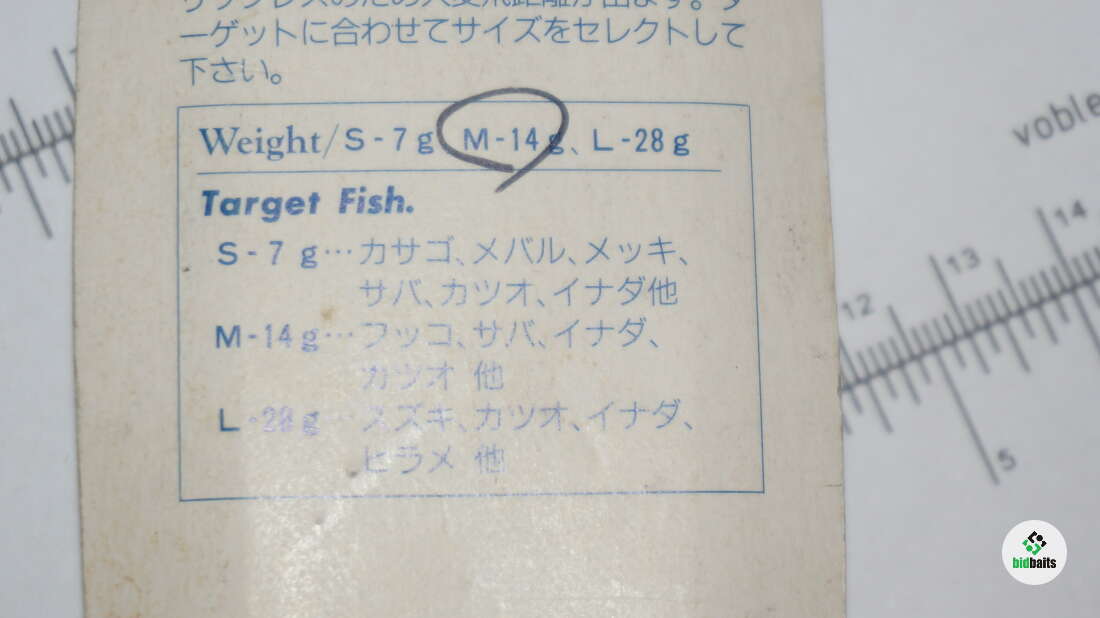 ーゲットに合わせてサイズをセレクトして
下さい。
Weight/S-7g、M-14g、L-28g
Target Fish.
S-7g…カサゴ、メバル、メッキ、
サバ、カツオ、イナダ他
M-14g…フッコ、サバ、イナダ、
カツオ 他
L-28g…スズキ、カツオ、イナダ、
ヒラメ 他
voble
14
13
12
5
bidbaits